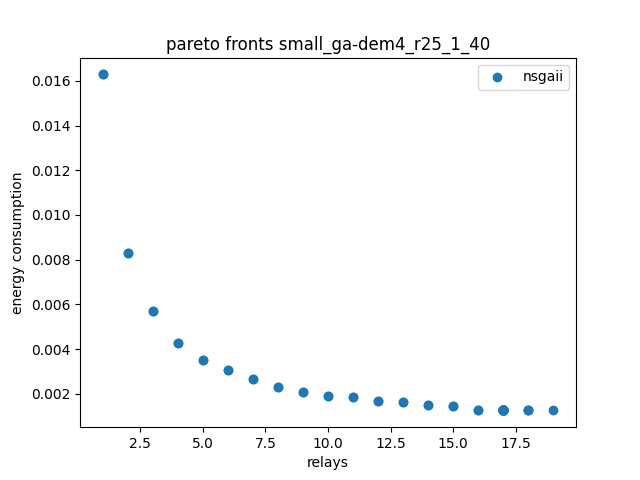 pareto fronts small_ga-dem4_r25_1_40
nsgaii
0.016
0.014
0.012
0.010
0.008
0.006
0.004
0.002
energy consumption
2.5 5.0 7.5 10.0 12.5 15.0 17.5
relays